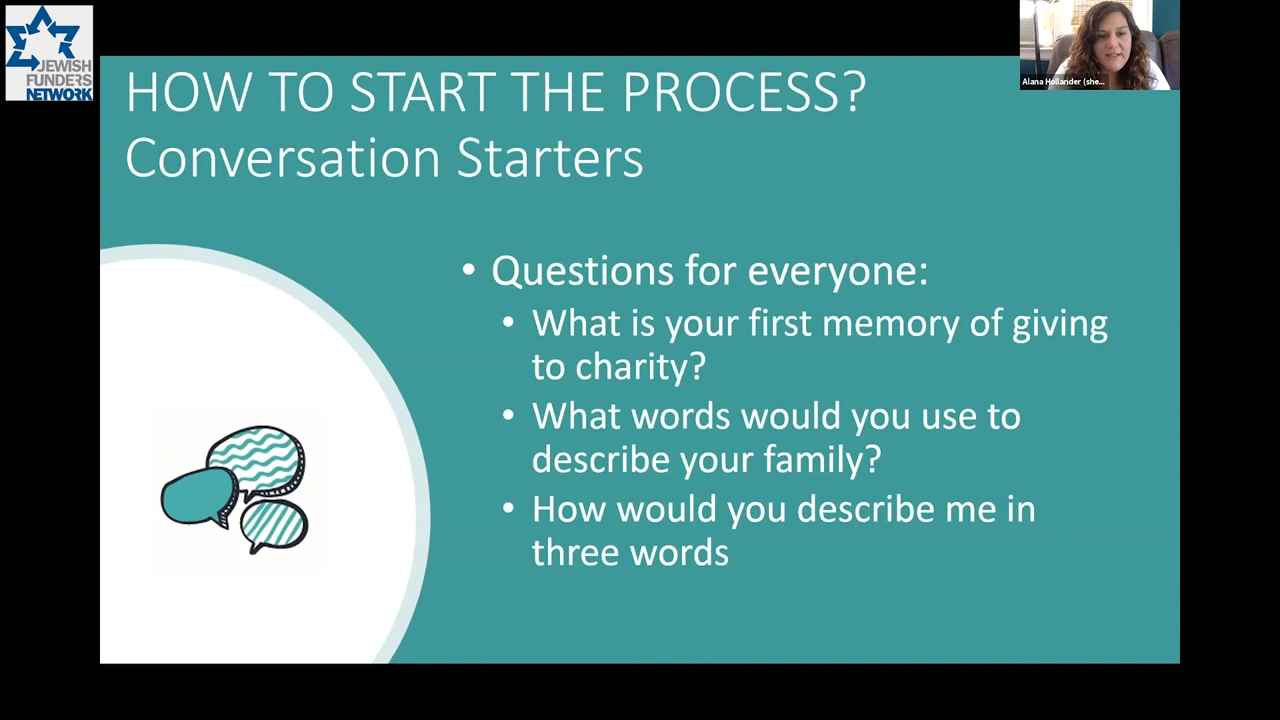 JEWISH
FUNDERS
NETWORK
Alana Hollander (she...
HOW TO START THE PROCESS?
Conversation Starters
• Questions for everyone:
• What is your first memory of giving
to charity?
• What words would you use to
describe your family?
• How would you describe me in
three words